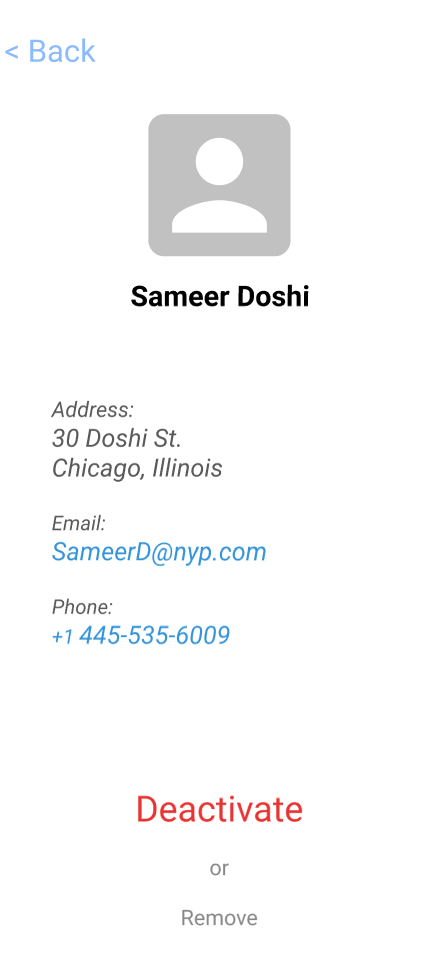 < Back
Sameer Doshi
Address:
30 Doshi St.
Chicago, Illinois
Email:
SameerD@nyp.com
Phone:
+1 445-535-6009
Deactivate
or
Remove